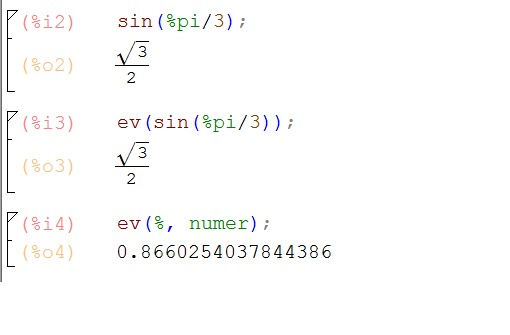 (%i2) sin(%pi/3);
(%o2) √3/2
(%i3) ev(sin(%pi/3));
(%o3) √3/2
(%i4) ev(%, numer);
(%o4) 0.8660254037844386